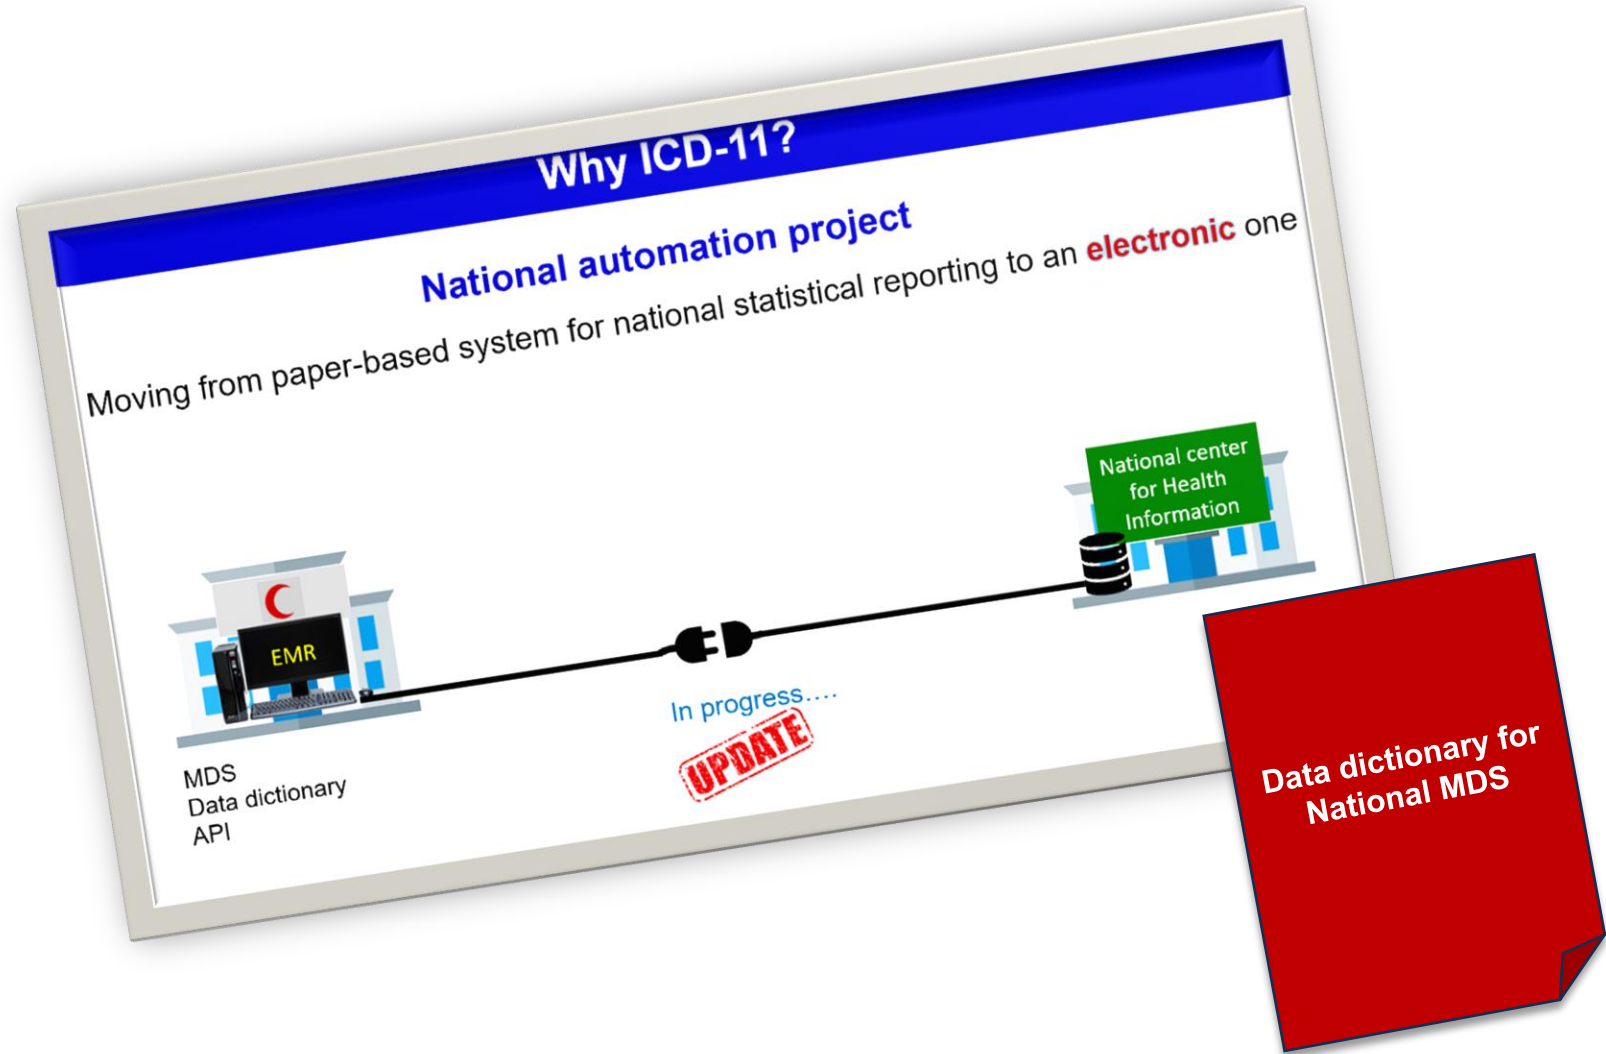 Why ICD-11?
National automation project
Moving from paper-based system for national statistical reporting to an electronic one
National center
for Health
Information
EMR
In progress....
UPDATE
MDS
Data dictionary
API
Data dictionary for
National MDS